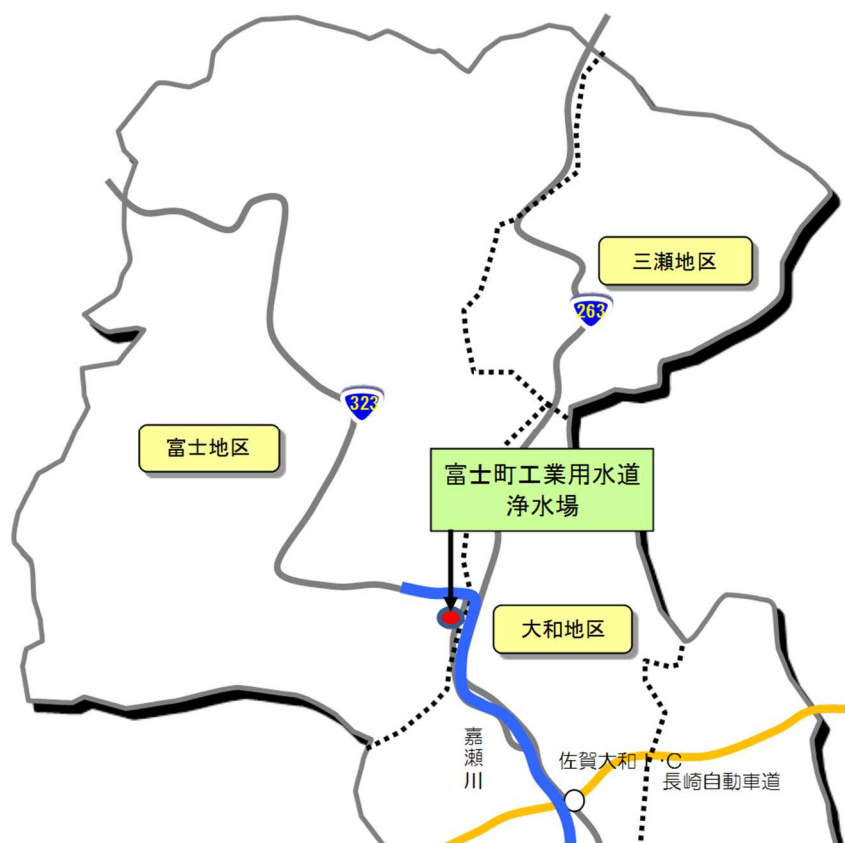 三瀬地区
263
323
富士地区
富士町工業用水道
浄水場
大和地区
嘉瀬川
佐賀大和I・C
長崎自動車道